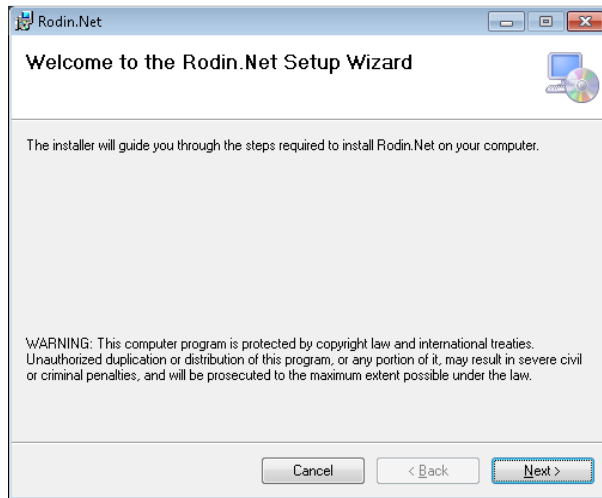 Rodin.Net
Welcome to the Rodin.Net Setup Wizard
The installer will guide you through the steps required to install Rodin.Net on your computer.
WARNING: This computer program is protected by copyright law and international treaties.
Unauthorized duplication or distribution of this program, or any portion of it, may result in severe civil
or criminal penalties, and will be prosecuted to the maximum extent possible under the law.
Cancel < Back Next >